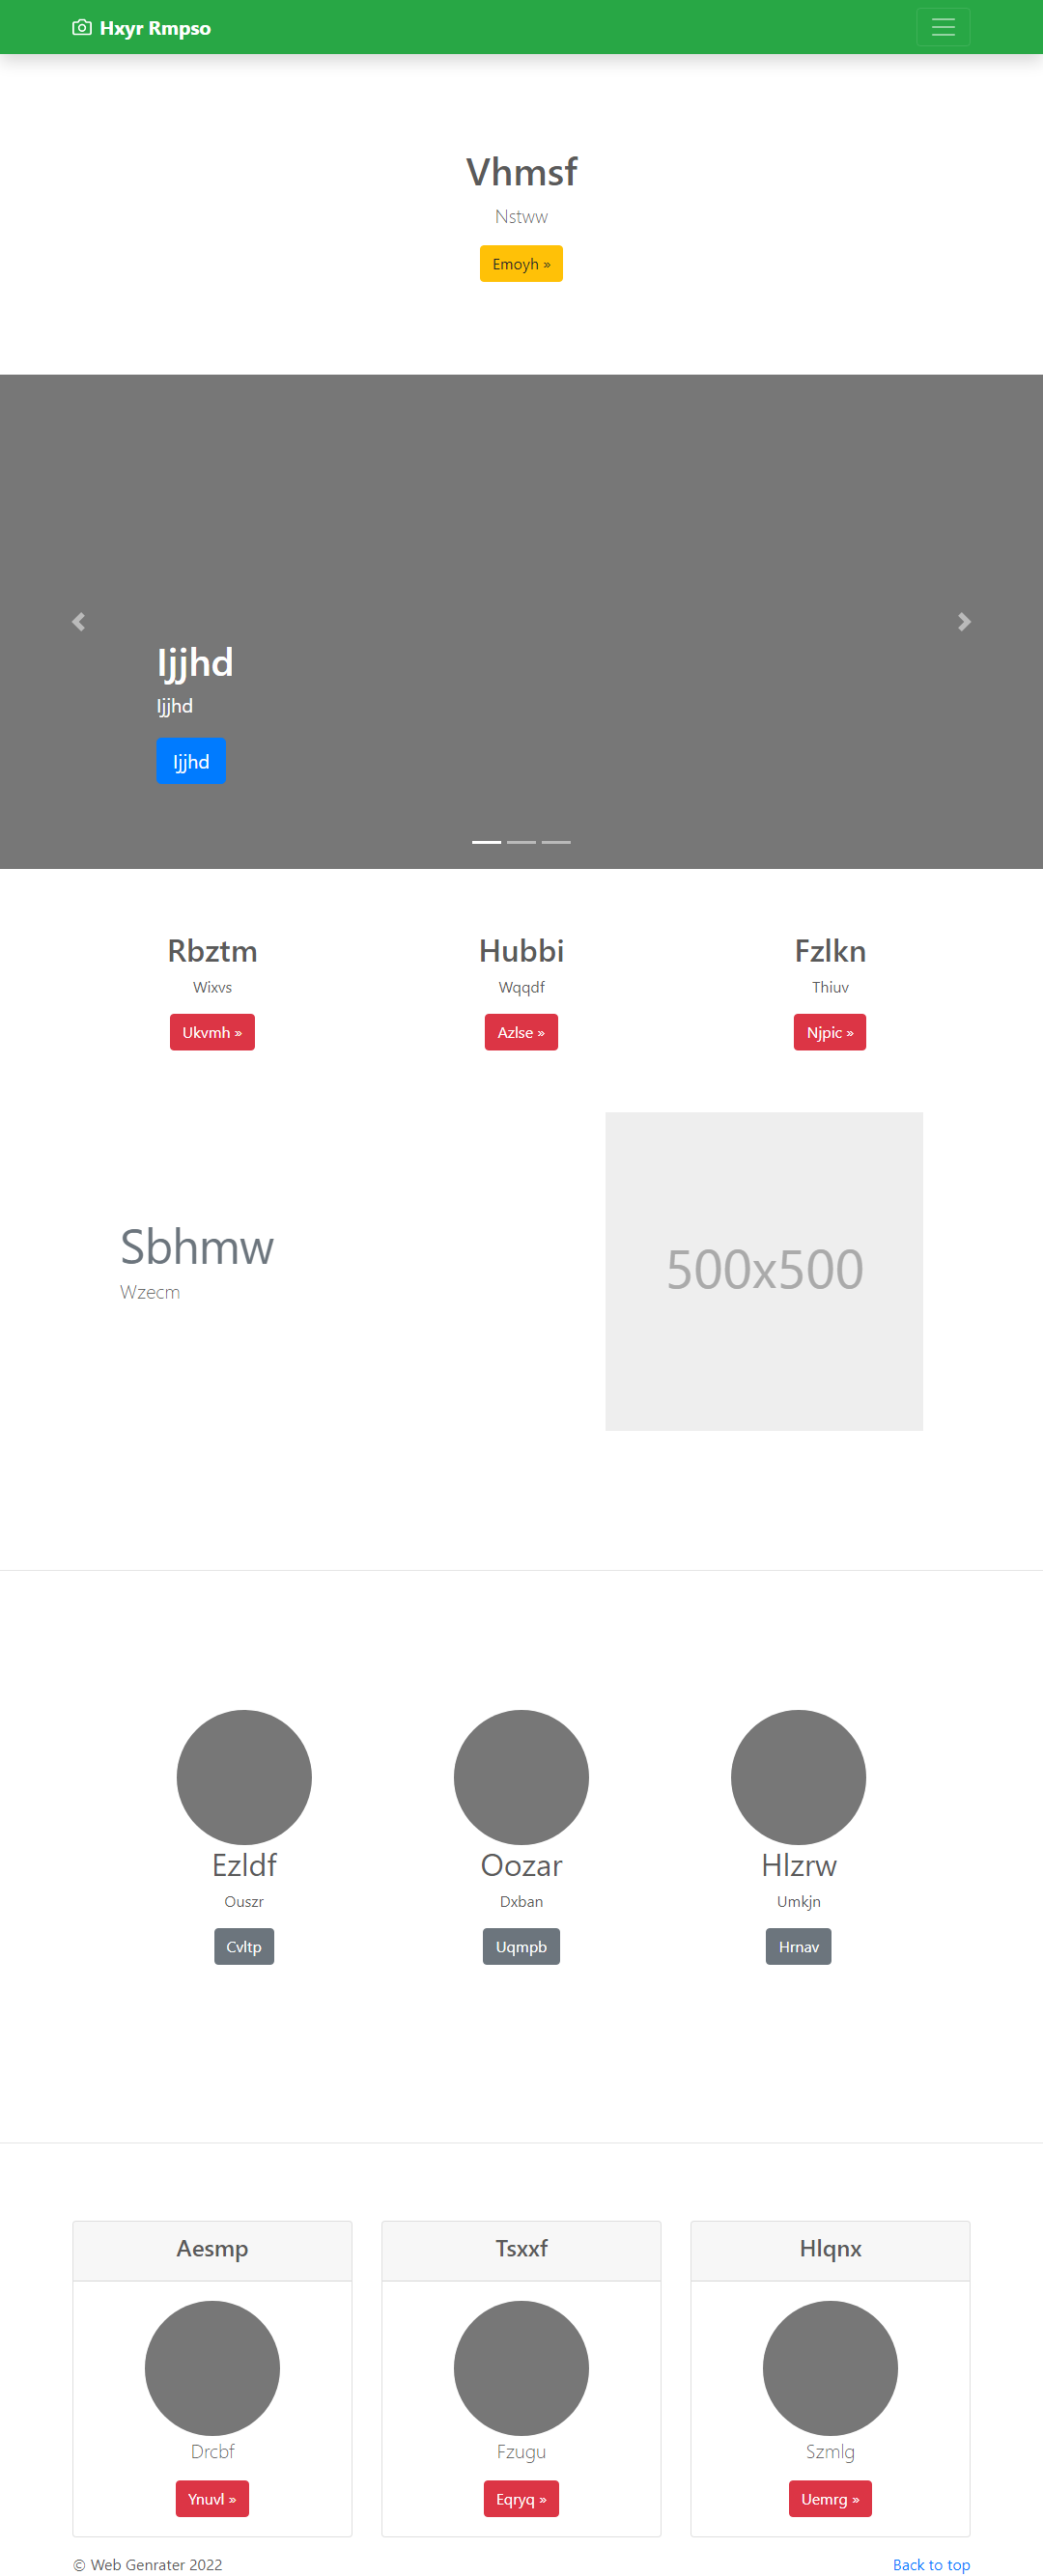 Hxyr Rmpso
Vhmsf
Nstww
Emoyh »
Ijjhd
Ijjhd
Ijjhd
Rbztm
Wixvs
Ukvmh »
Hubbi
Wqqdf
Azlse »
Fzlkn
Thiuv
Njpic »
Sbhmw
Wzecm
500x500
Ezldf
Ouszr
Cvltp
Oozar
Dxban
Uqmpb
Hlzrw
Umkjn
Hrnav
Aesmp
Drcbf
Ynuvl »
Tsxxf
Fzugu
Eqryq »
Hlqnx
Szmlg
Uemrg »
© Web Genrater 2022
Back to top